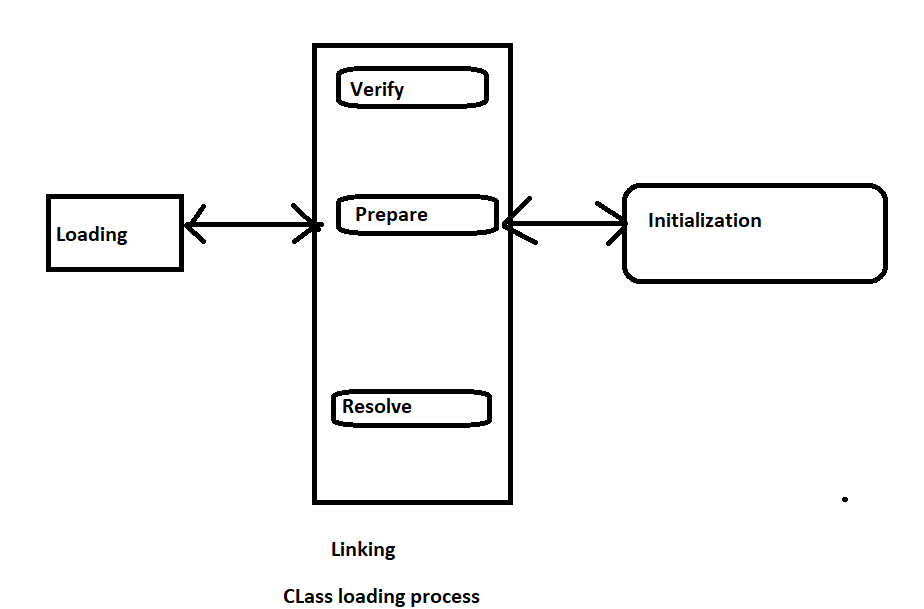 Verify
Prepare
Loading
Initialization
Resolve
Linking
CLass loading process